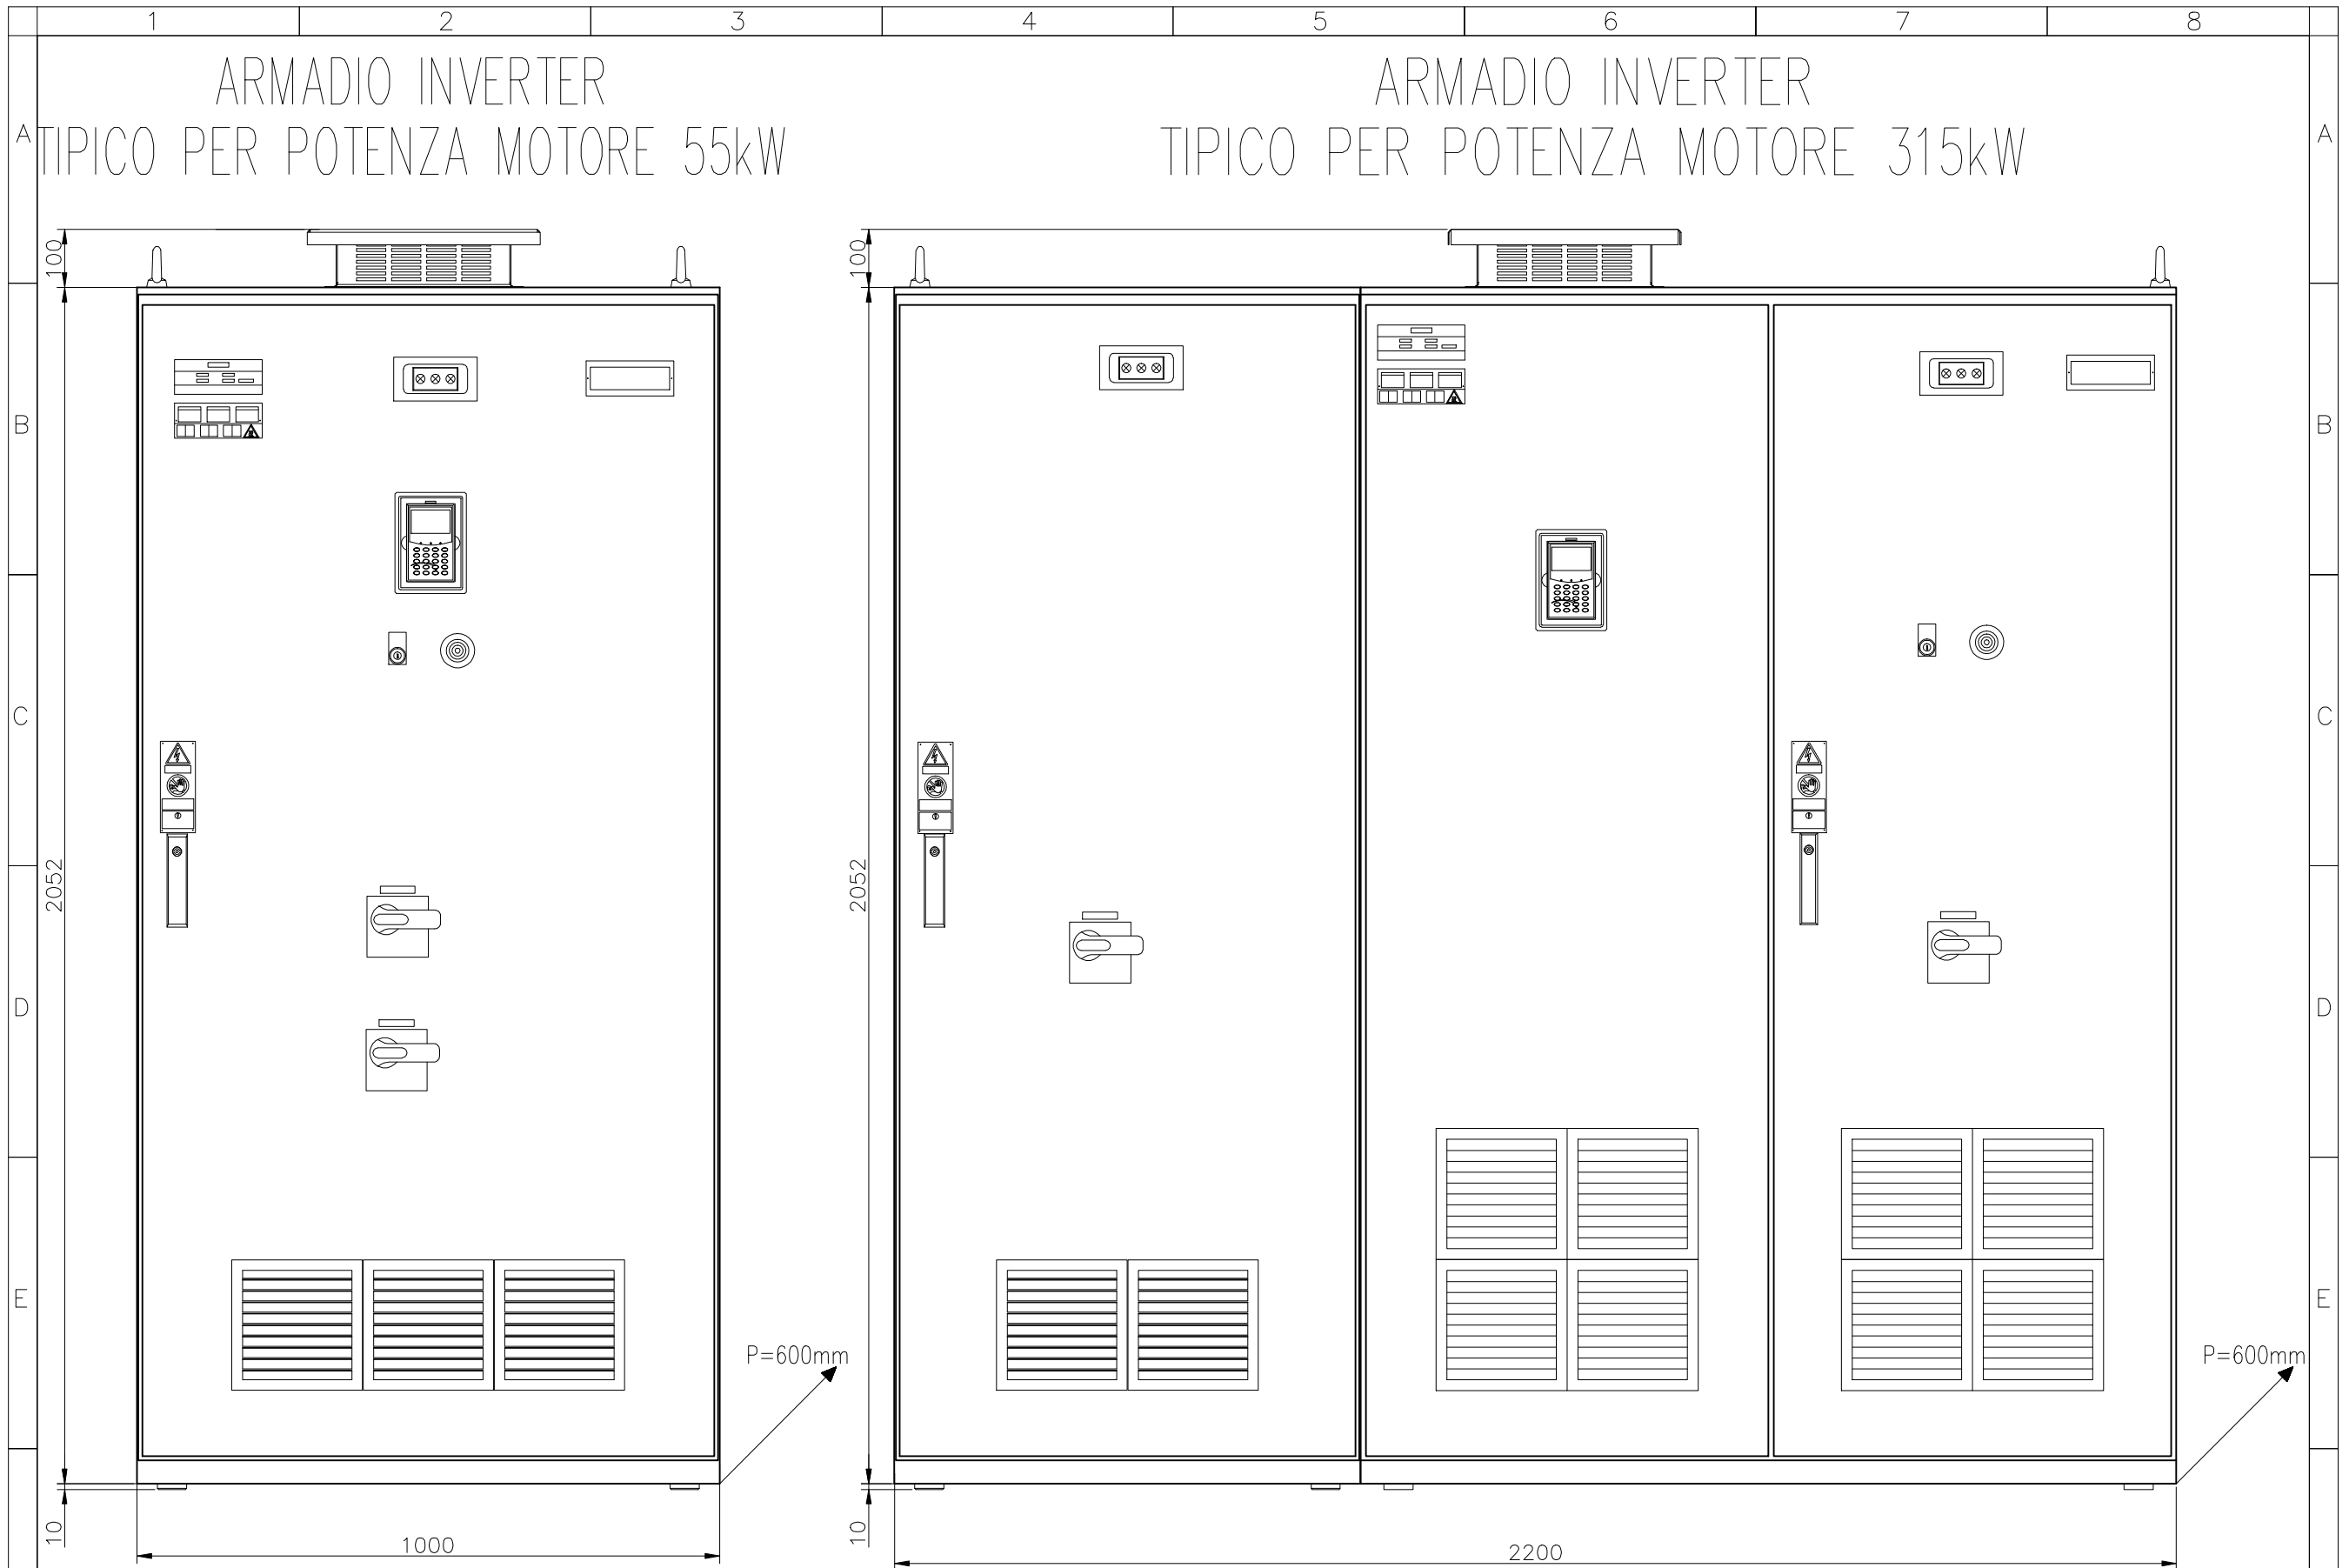 1 2 3 4 5 6 7 8
ARMADIO INVERTER
TIPICO PER POTENZA MOTORE 55kW
ARMADIO INVERTER
TIPICO PER POTENZA MOTORE 315kW
A
A
100
100
B
B
C
C
2052
2052
D
D
E
E
P=600mm
P=600mm
10
1000
10
2200